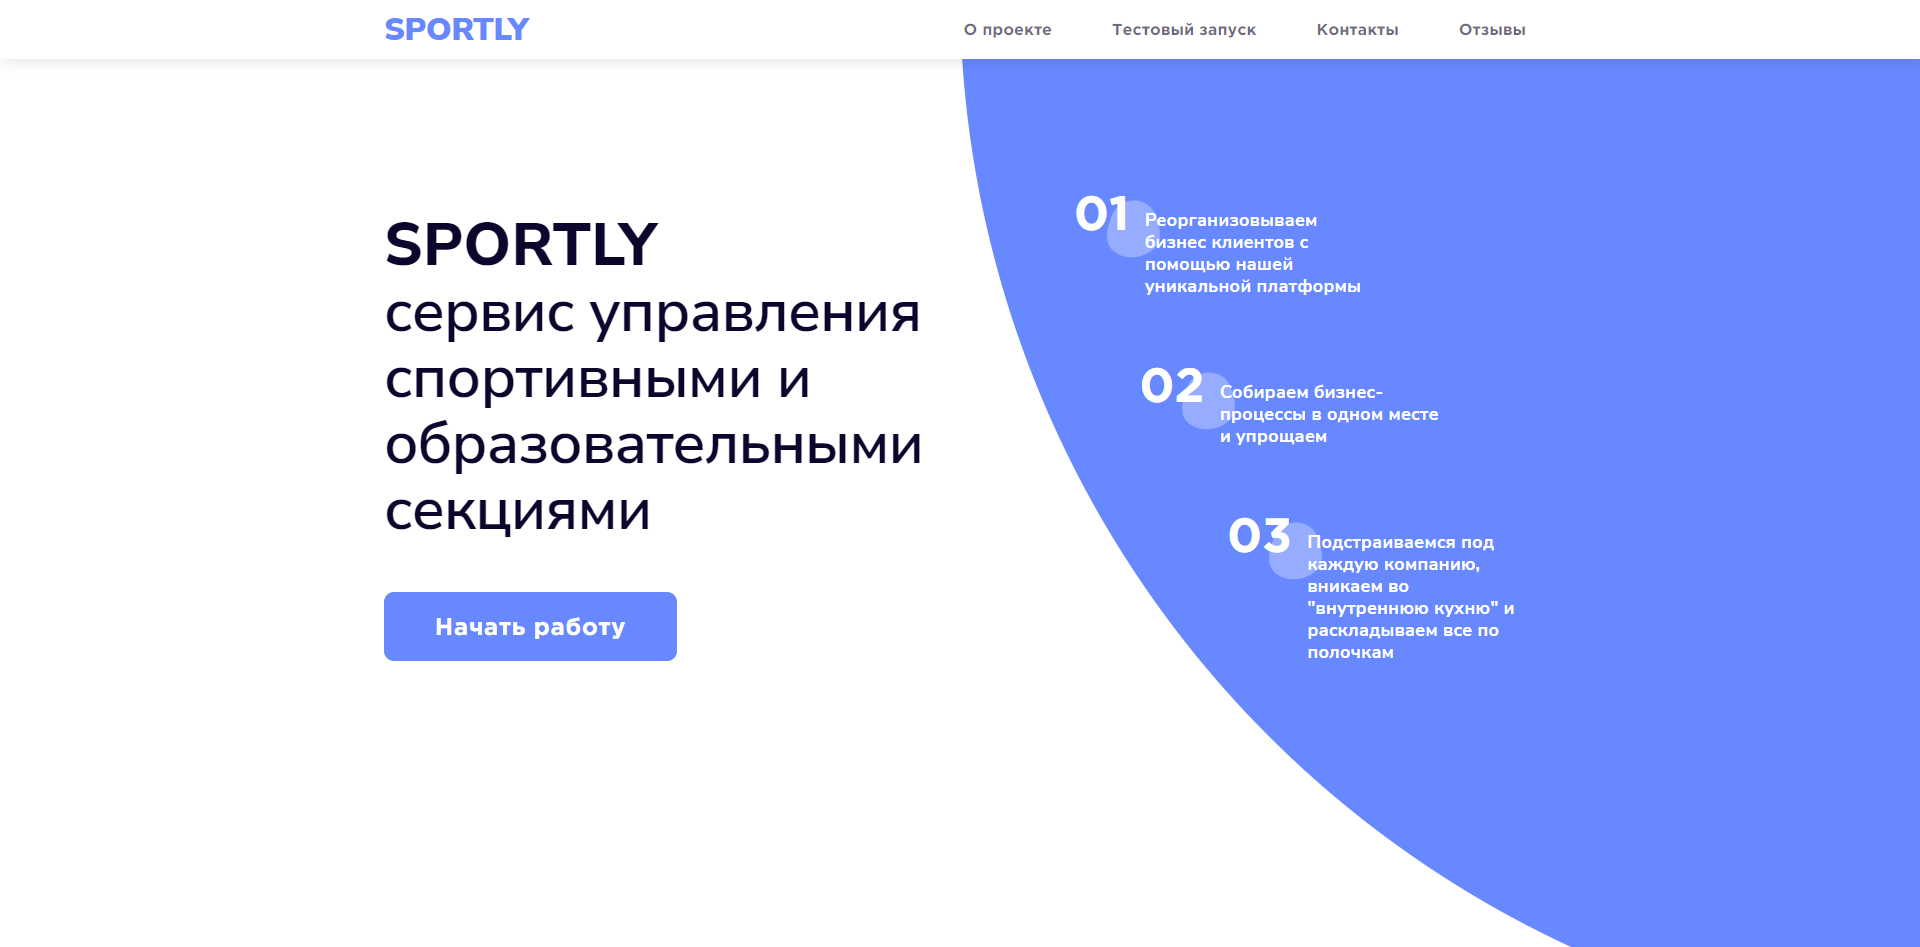 SPORTLY
О проекте
Тестовый запуск
Контакты
Отзывы
SPORTLY
сервис управления
спортивными и
образовательными
секциями
Начать работу
01
Реорганизовываем
бизнес клиентов с
помощью нашей
уникальной платформы
02
Собираем бизнес-
процессы в одном месте
и упрощаем
03
Подстраиваемся под
каждую компанию,
вникаем во
"внутреннюю кухню" и
раскладываем все по
полочкам